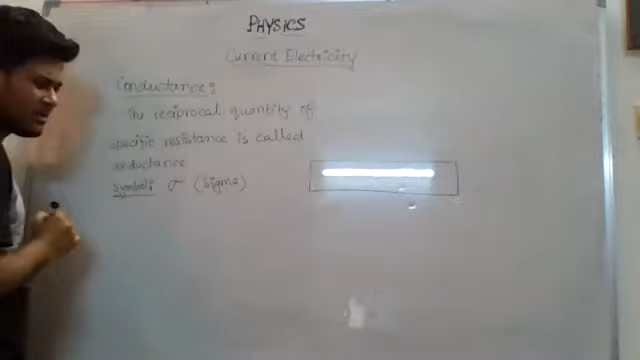 PHYSICS
Current Electricity
Conductance:
The reciprocal quantity of
specific resistance is called
conductance
Symbol: σ (sigma)